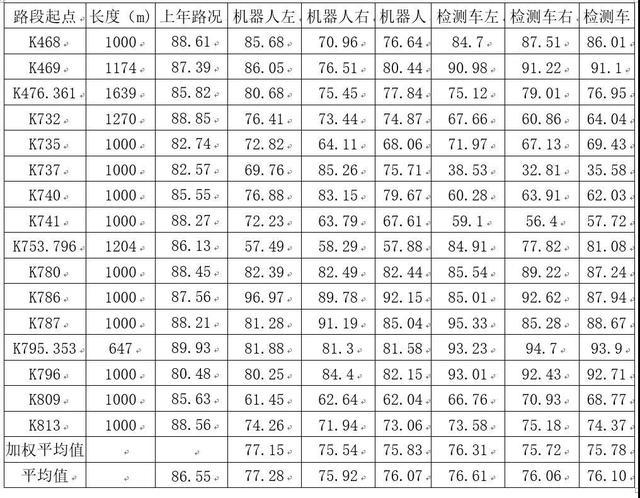 路段起点 长度（m） 上年路况 机器人左 机器人右 机器人 检测车左 检测车右 检测车
K468 1000 88.61 85.68 70.96 76.64 84.7 87.51 86.01
K469 1174 87.39 86.05 76.51 80.44 90.98 91.22 91.1
K476.361 1639 85.82 80.68 75.45 77.84 75.12 79.01 76.95
K732 1270 88.85 76.41 73.44 74.87 67.66 60.86 64.04
K735 1000 82.74 72.82 64.11 68.06 71.97 67.13 69.43
K737 1000 82.57 69.76 85.26 75.71 38.53 32.81 35.58
K740 1000 85.55 76.88 83.15 79.67 60.28 63.91 62.03
K741 1000 88.27 72.23 63.79 67.61 59.1 56.4 57.72
K753.796 1204 86.13 57.49 58.29 57.88 84.91 77.82 81.08
K780 1000 88.45 82.39 82.49 82.44 85.54 89.22 87.24
K786 1000 87.56 96.97 89.78 92.15 85.01 92.62 87.94
K787 1000 88.21 81.28 91.19 85.04 95.33 85.28 88.67
K795.353 647 89.93 81.88 81.3 81.58 93.23 94.7 93.9
K796 1000 80.48 80.25 84.4 82.15 93.01 92.43 92.71
K809 1000 85.63 61.45 62.64 62.04 66.76 70.93 68.77
K813 1000 88.56 74.26 71.94 73.06 73.58 75.18 74.37
加权平均值 77.15 75.54 75.83 76.31 75.72 75.78
平均值 86.55 77.28 75.92 76.07 76.61 76.06 76.10